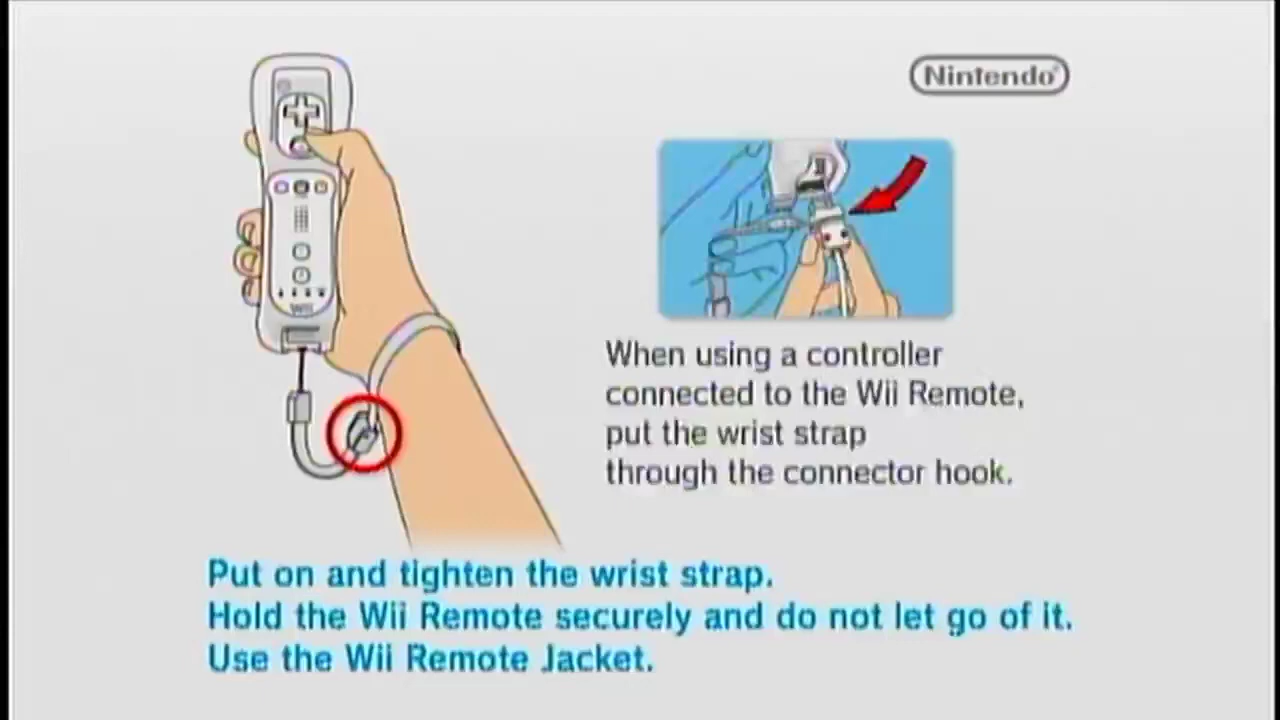 Nintendo®
When using a controller
connected to the Wii Remote,
put the wrist strap
through the connector hook.
Wii
Put on and tighten the wrist strap.
Hold the Wii Remote securely and do not let go of it.
Use the Wii Remote Jacket.